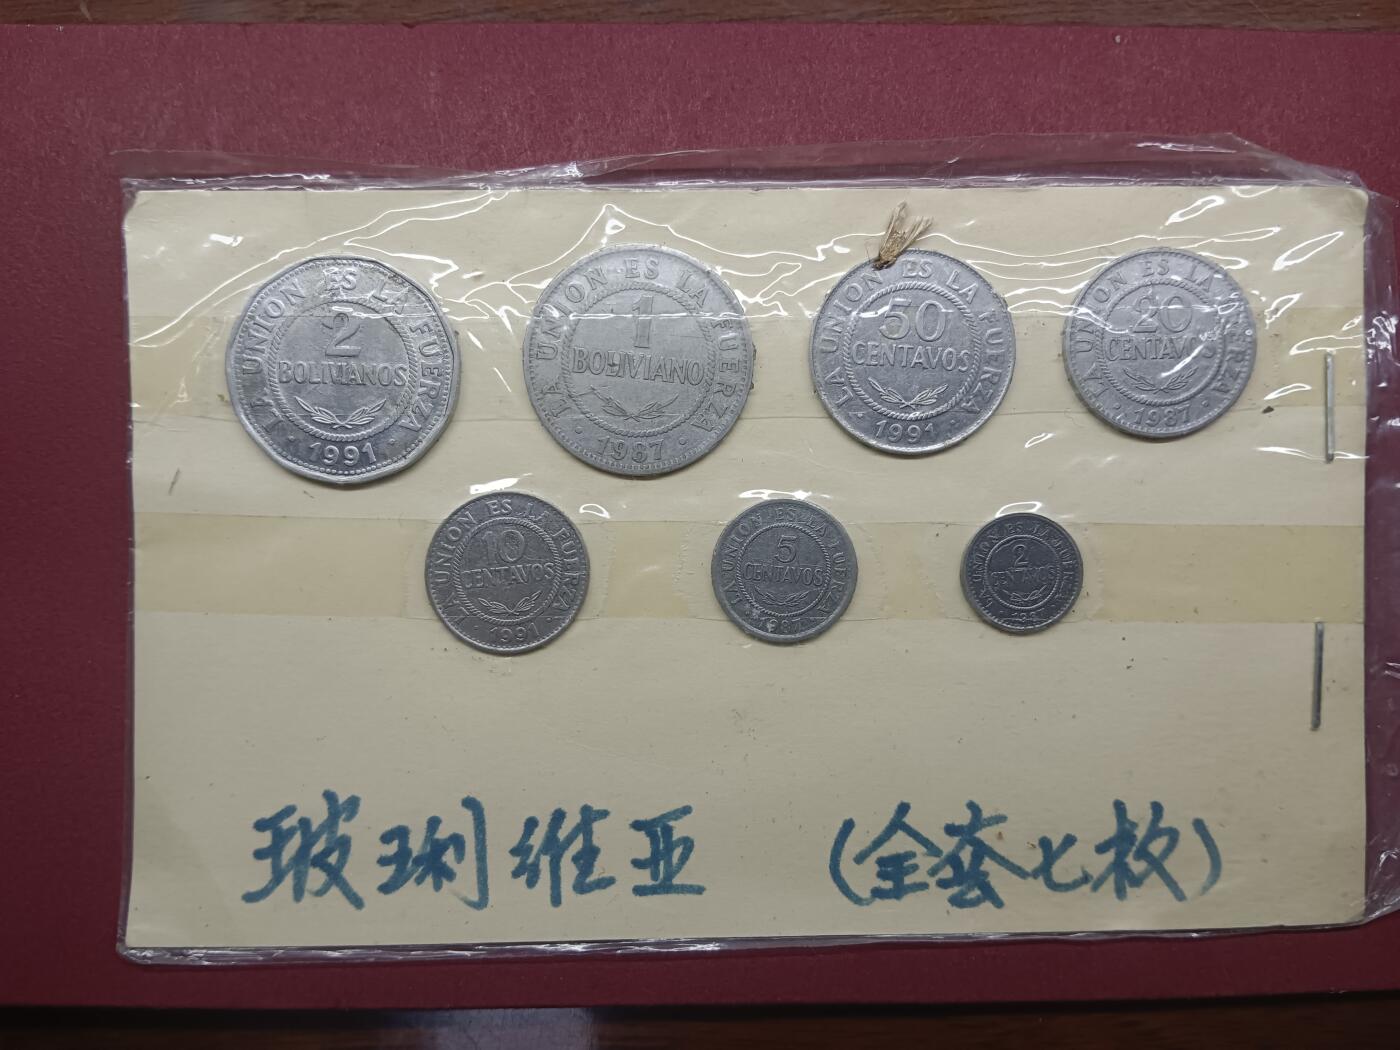 LA UNION ES LA FUERZA
2
BOLIVIANOS
· 1991 ·
LA UNION ES LA FUERZA
1
BOLIVIANO
· 1987 ·
LA UNION ES LA FUERZA
50
CENTAVOS
· 1991 ·
LA UNION ES LA FUERZA
20
CENTAVOS
· 1987 ·
LA UNION ES LA FUERZA
10
CENTAVOS
· 1991 ·
LA UNION ES LA FUERZA
5
CENTAVOS
· 1987 ·
LA UNION ES LA FUERZA
2
CENTAVOS
玻琍维亚 (全套七枚)